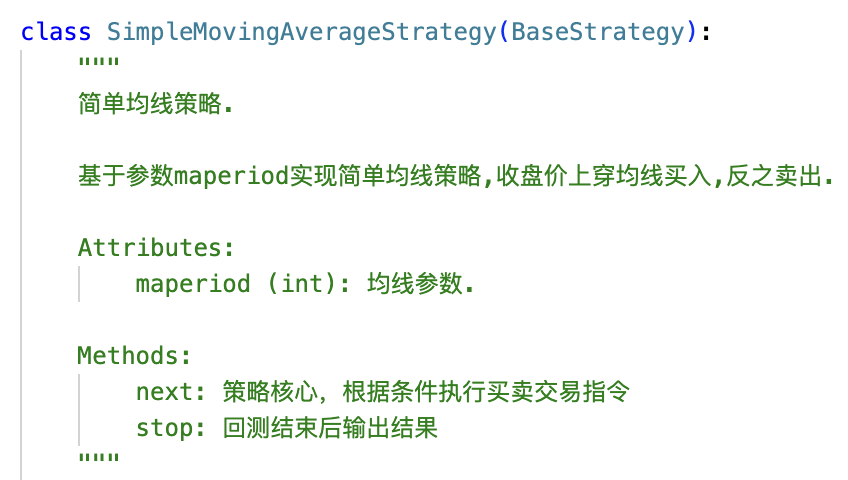 class SimpleMovingAverageStrategy(BaseStrategy):
"""
简单均线策略.
基于参数maperiod实现简单均线策略,收盘价上穿均线买入,反之卖出.
Attributes:
maperiod (int): 均线参数.
Methods:
next: 策略核心，根据条件执行买卖交易指令
stop: 回测结束后输出结果
"""